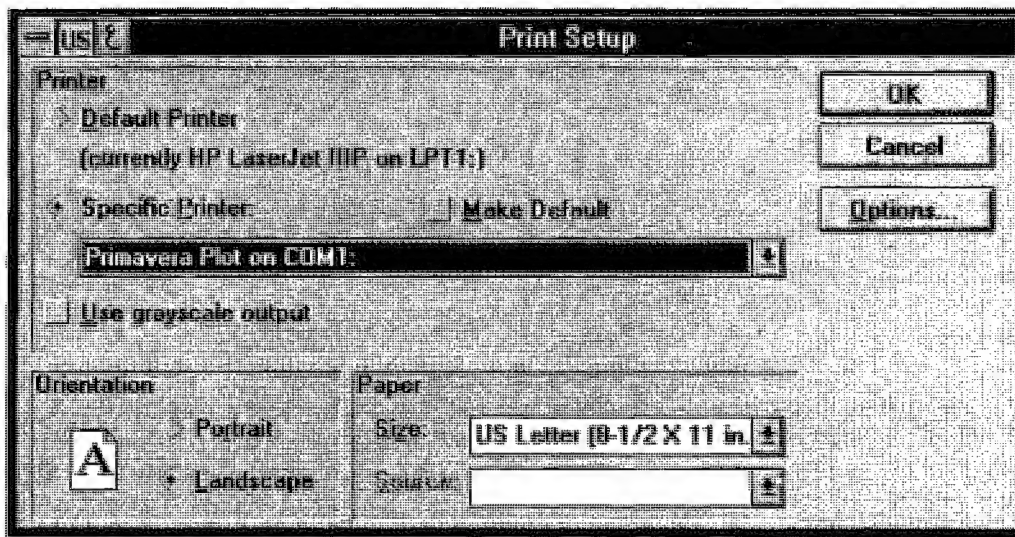 US ع Print Setup
Printer
Default Printer
(currently HP LaserJet IIIP on LPT1:)
Specific Printer:
Make Default
Primavera Plot on COM1:
Use grayscale output
OK
Cancel
Options...
Orientation
Portrait
Landscape
A
Paper
Size:
US Letter (8-1/2 X 11 in.
Source: